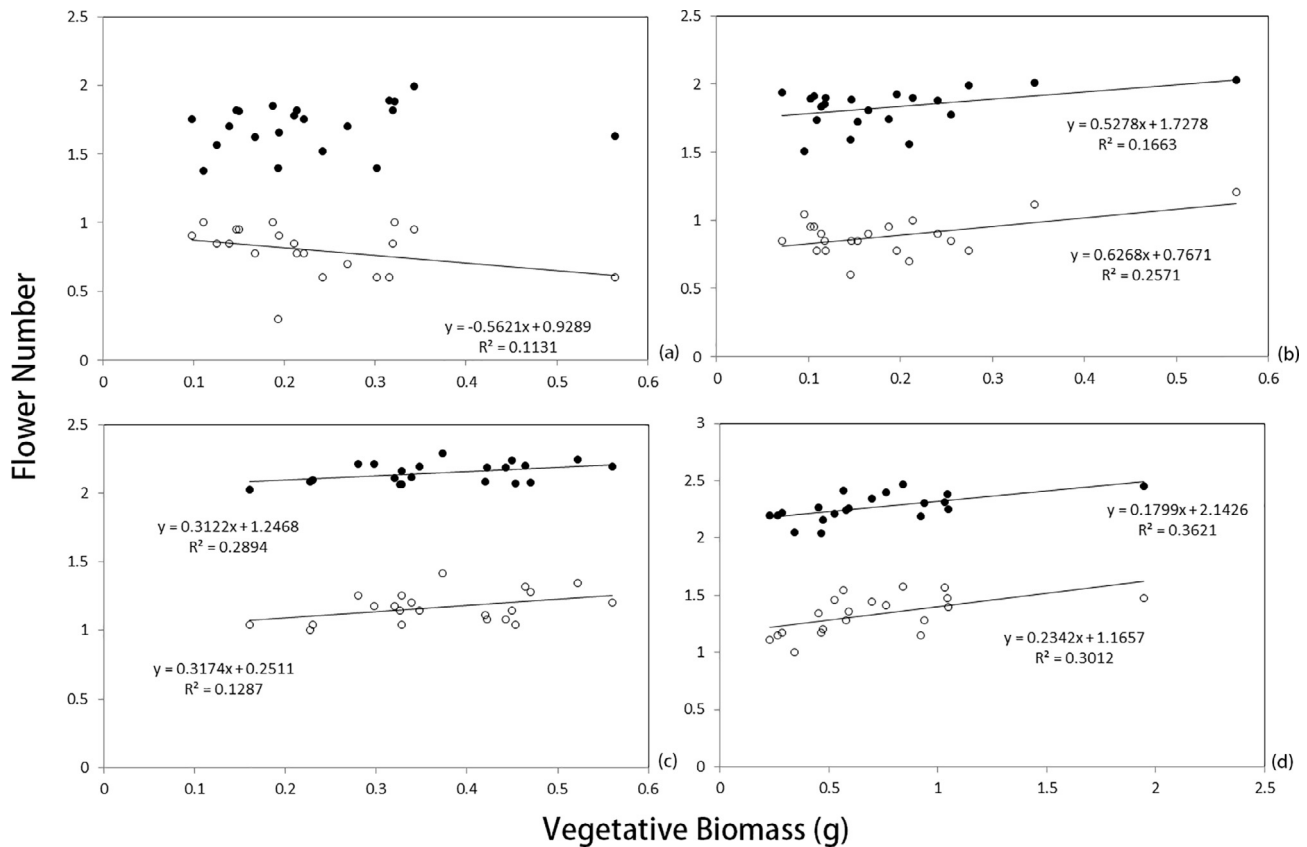 Flower Number
2.5
2
1.5
1
0.5
0
0
0.1
0.2
0.3
0.4
0.5
0.6
y = -0.5621x + 0.9289
R² = 0.1131
(a)
2.5
2
1.5
1
0.5
0
0
0.1
0.2
0.3
0.4
0.5
0.6
y = 0.5278x + 1.7278
R² = 0.1663
y = 0.6268x + 0.7671
R² = 0.2571
(b)
2.5
2
1.5
1
0.5
0
0
0.1
0.2
0.3
0.4
0.5
0.6
y = 0.3122x + 1.2468
R² = 0.2894
y = 0.3174x + 0.2511
R² = 0.1287
(c)
3
2.5
2
1.5
1
0.5
0
0
0.5
1
1.5
2
2.5
y = 0.1799x + 2.1426
R² = 0.3621
y = 0.2342x + 1.1657
R² = 0.3012
(d)
Vegetative Biomass (g)